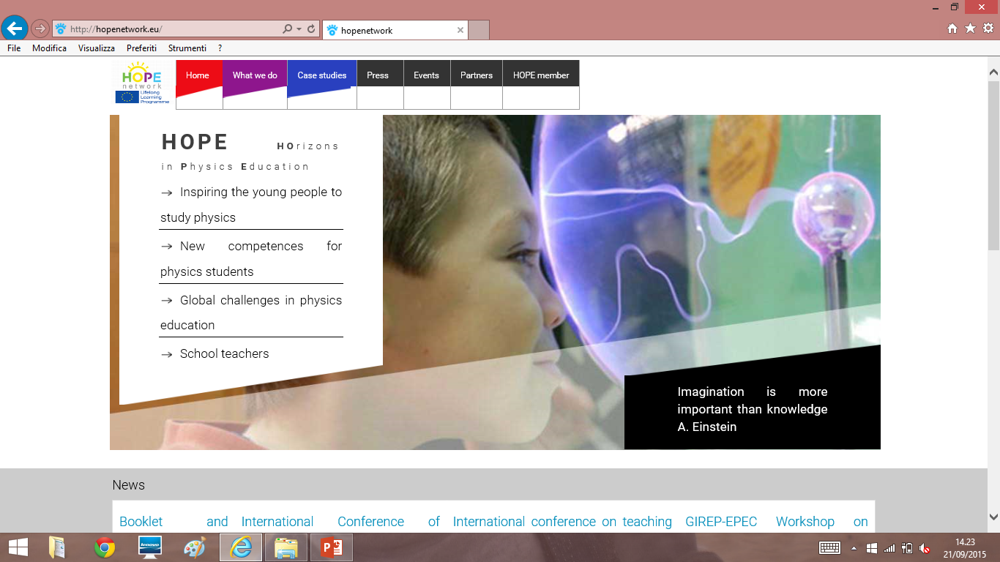 http://hopenetwork.eu/
hopenetwork
File Modifica Visualizza Preferiti Strumenti ?
HOPE
network
Lifelong
Learning
Programme
Home What we do Case studies Press Events Partners HOPE member
HOPE HOrizons
in Physics Education
→ Inspiring the young people to
study physics
→ New competences for
physics students
→ Global challenges in physics
education
→ School teachers
Imagination is more
important than knowledge
A. Einstein
News
Booklet and International Conference of International conference on teaching GIREP-EPEC Workshop on
lenovo
14.23
21/09/2015